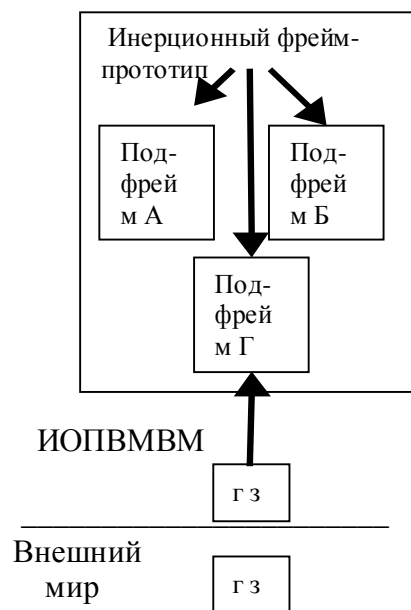 Инерционный фрейм-
прототип
Под-
фрей
м А
Под-
фрей
м Б
Под-
фрей
м Г
ИОПВМВМ
г з
Внешний
мир
г з